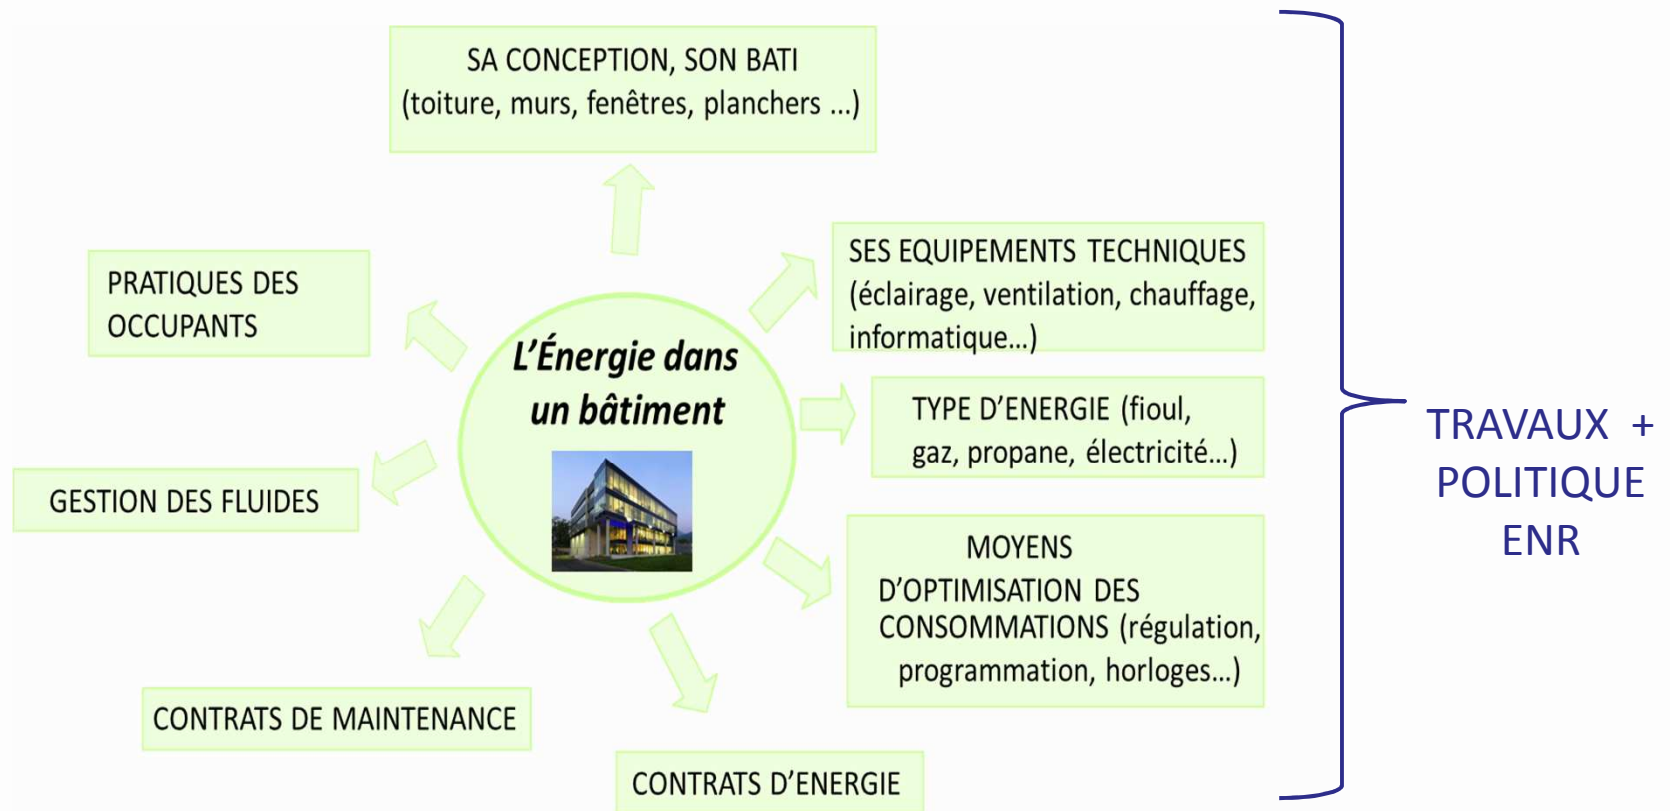 SA CONCEPTION, SON BATI
(toiture, murs, fenêtres, planchers ...)
SES EQUIPEMENTS TECHNIQUES
(éclairage, ventilation, chauffage,
informatique...)
PRATIQUES DES
OCCUPANTS
L’Énergie dans
un bâtiment
TYPE D’ENERGIE (fioul,
gaz, propane, électricité...)
TRAVAUX +
POLITIQUE
ENR
GESTION DES FLUIDES
MOYENS
D’OPTIMISATION DES
CONSOMMATIONS (régulation,
programmation, horloges...)
CONTRATS DE MAINTENANCE
CONTRATS D’ENERGIE